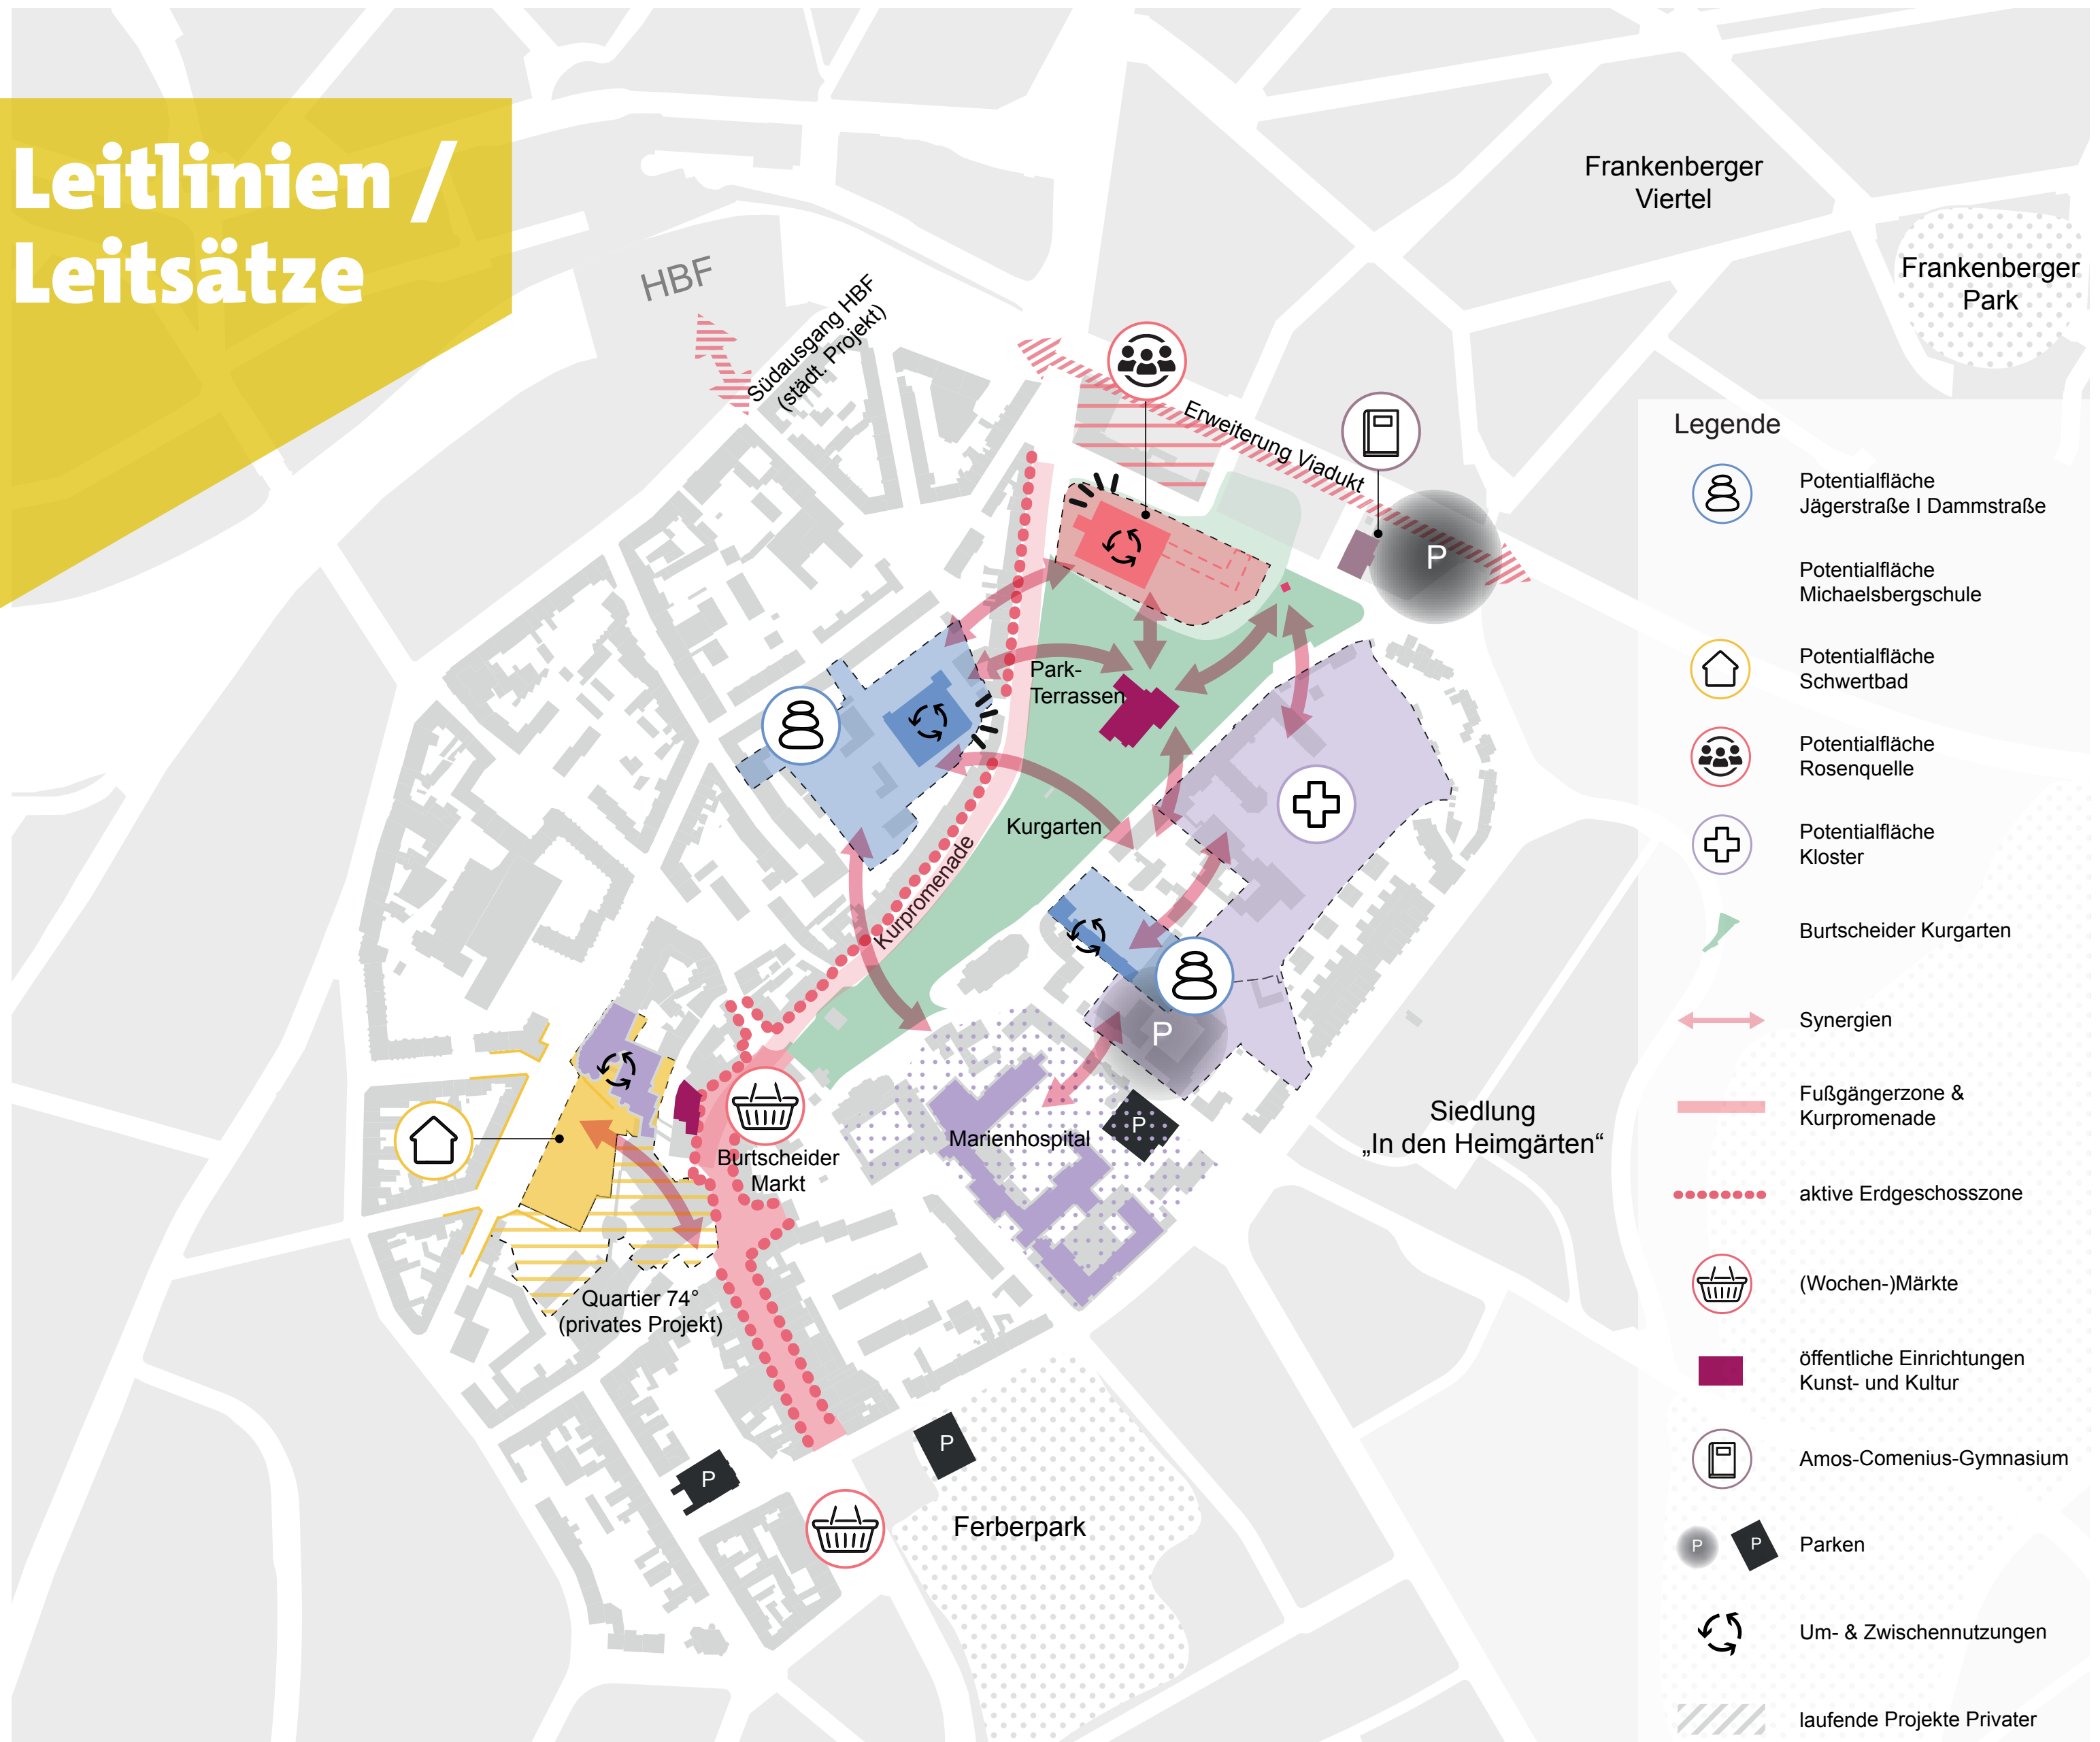 Leitlinien /
Leitsätze
HBF
Südausgang HBF
(städt. Projekt)
Erweiterung Viadukt
Frankenberger
Viertel
Frankenberger
Park
P
Park-
Terrassen
Kurgarten
Kurpromenade
P
Marienhospital
P
Burtscheider
Markt
Quartier 74°
(privates Projekt)
Siedlung
„In den Heimgärten“
P
P
Ferberpark
Legende
Potentialfläche
Jägerstraße I Dammstraße
Potentialfläche
Michaelsbergschule
Potentialfläche
Schwertbad
Potentialfläche
Rosenquelle
Potentialfläche
Kloster
Burtscheider Kurgarten
Synergien
Fußgängerzone &
Kurpromenade
aktive Erdgeschosszone
(Wochen-)Märkte
öffentliche Einrichtungen
Kunst- und Kultur
Amos-Comenius-Gymnasium
P P Parken
Um- & Zwischennutzungen
laufende Projekte Privater